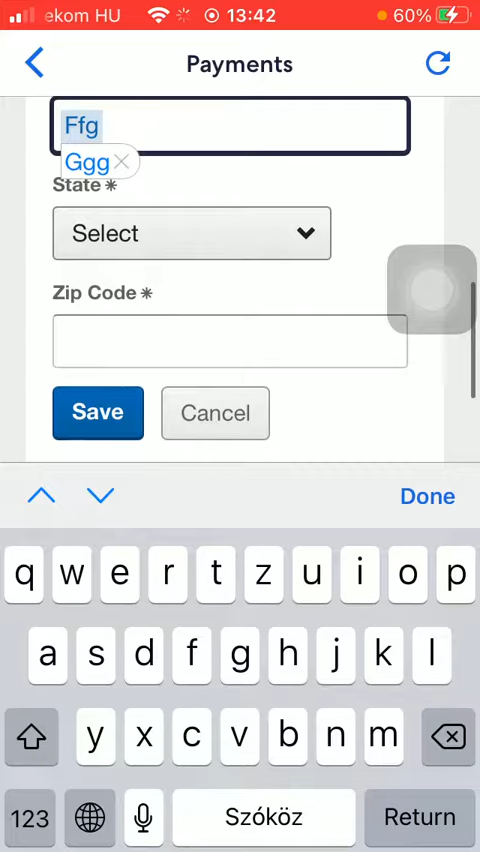 ekom HU 13:42 60%
Payments
Ffg
Ggg
State *
Select
Zip Code *
Save Cancel
Done
q w e r t z u i o p
a s d f g h j k l
y x c v b n m
123 Szóköz Return